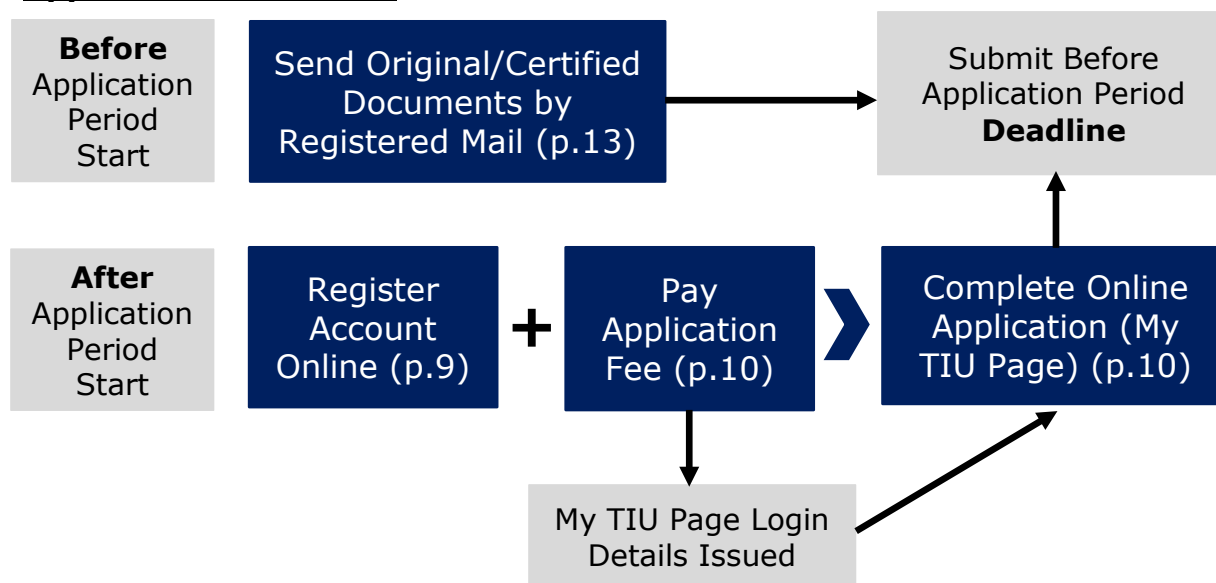 Before
Application
Period
Start
Send Original/Certified
Documents by
Registered Mail (p.13)
Submit Before
Application Period
Deadline
After
Application
Period
Start
Register
Account
Online (p.9)
+
Pay
Application
Fee (p.10)
Complete Online
Application (My
TIU Page) (p.10)
My TIU Page Login
Details Issued